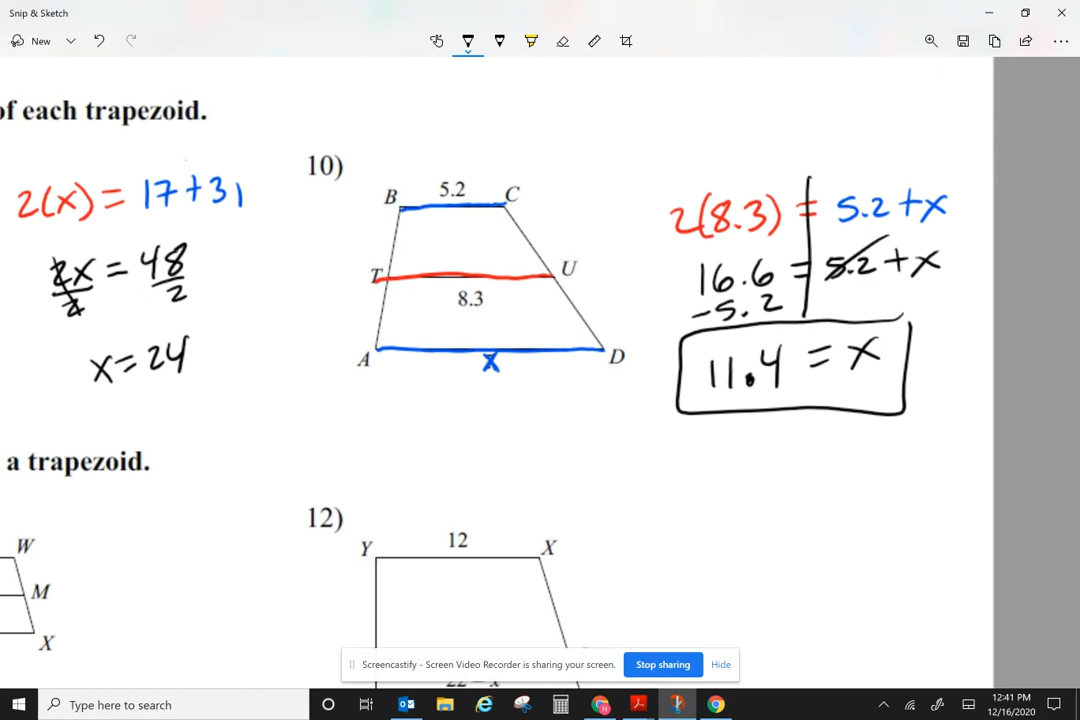 Snip & Sketch
New
of each trapezoid.
2(x) = 17+31
2x/2 = 48/2
x=24
10)
B 5.2 C
T U
8.3
A x D
2(8.3) = 5.2+x
16.6 = 5.2+x
-5.2
11.4 = x
a trapezoid.
W
M
X
12)
Y 12 X
Screencastify - Screen Video Recorder is sharing your screen. Stop sharing Hide
Type here to search
12:41 PM
12/16/2020